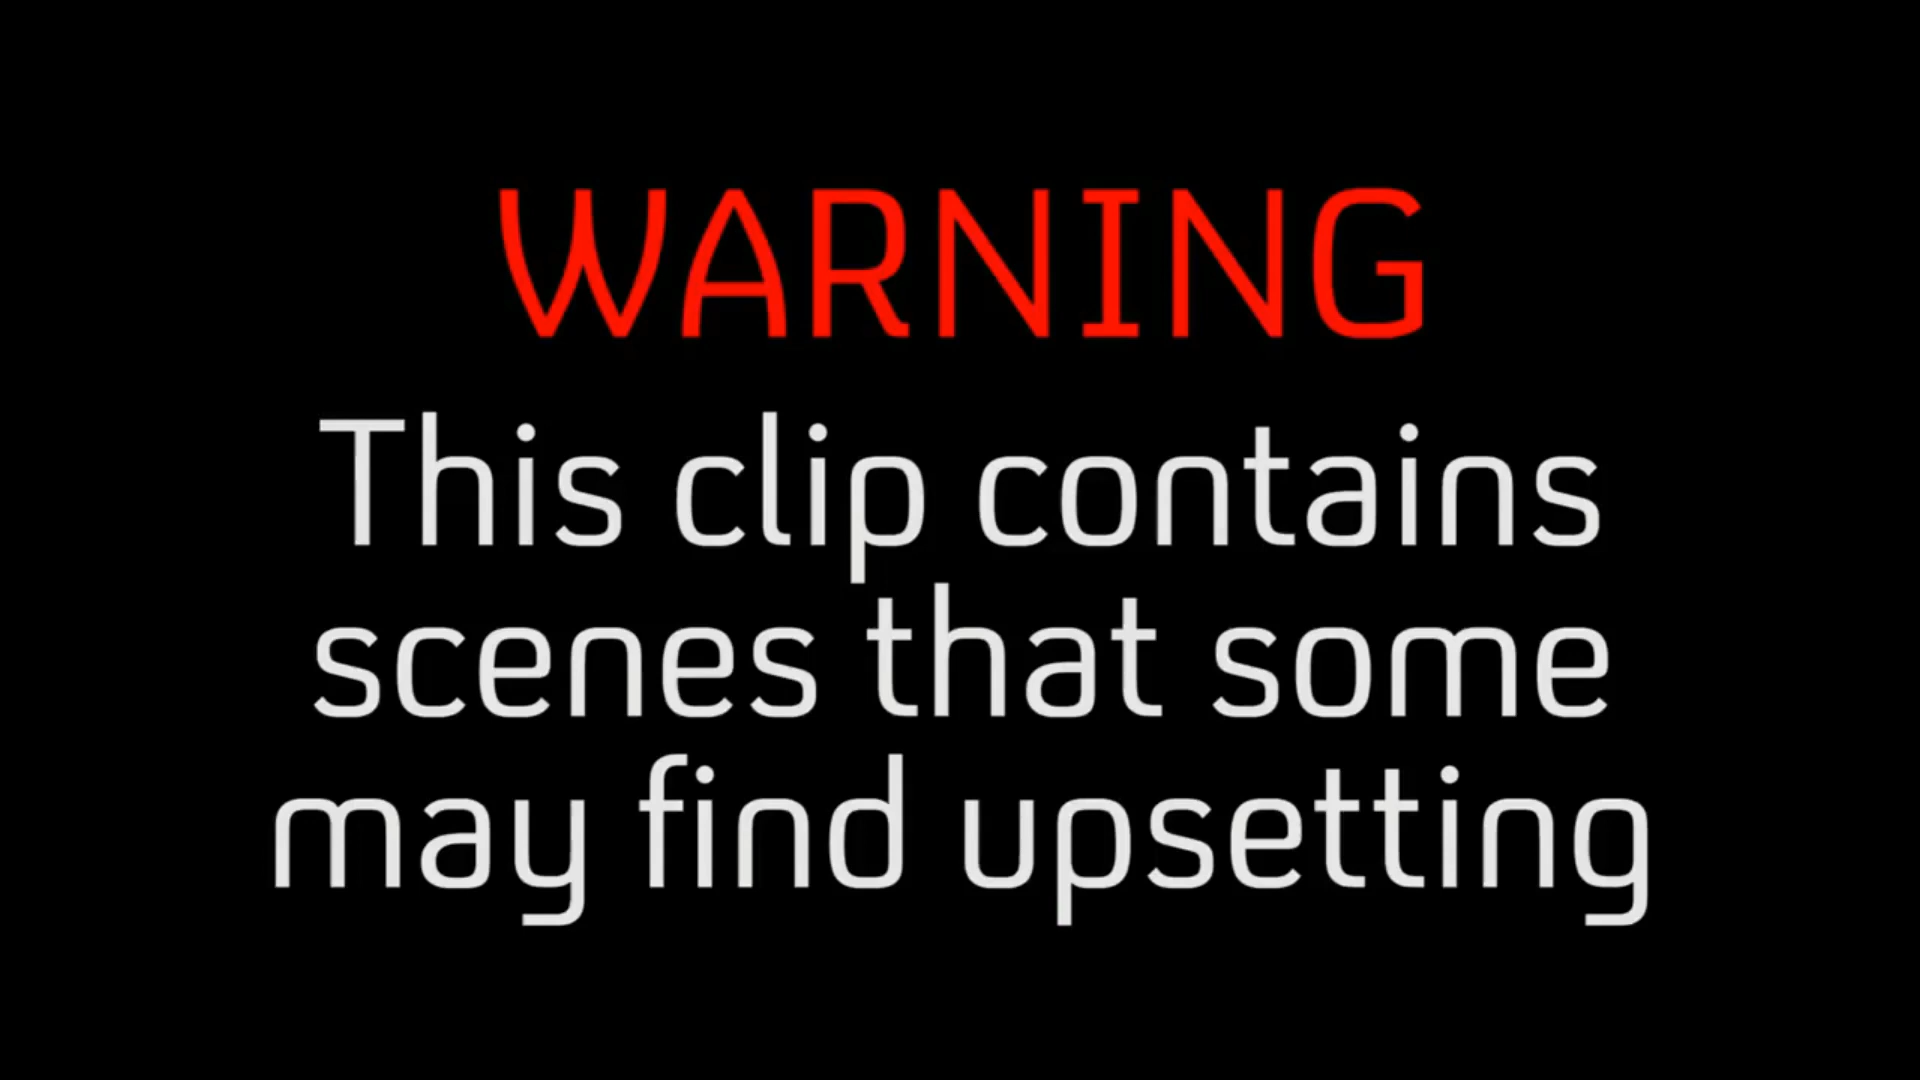 WARNING
This clip contains
scenes that some
may find upsetting